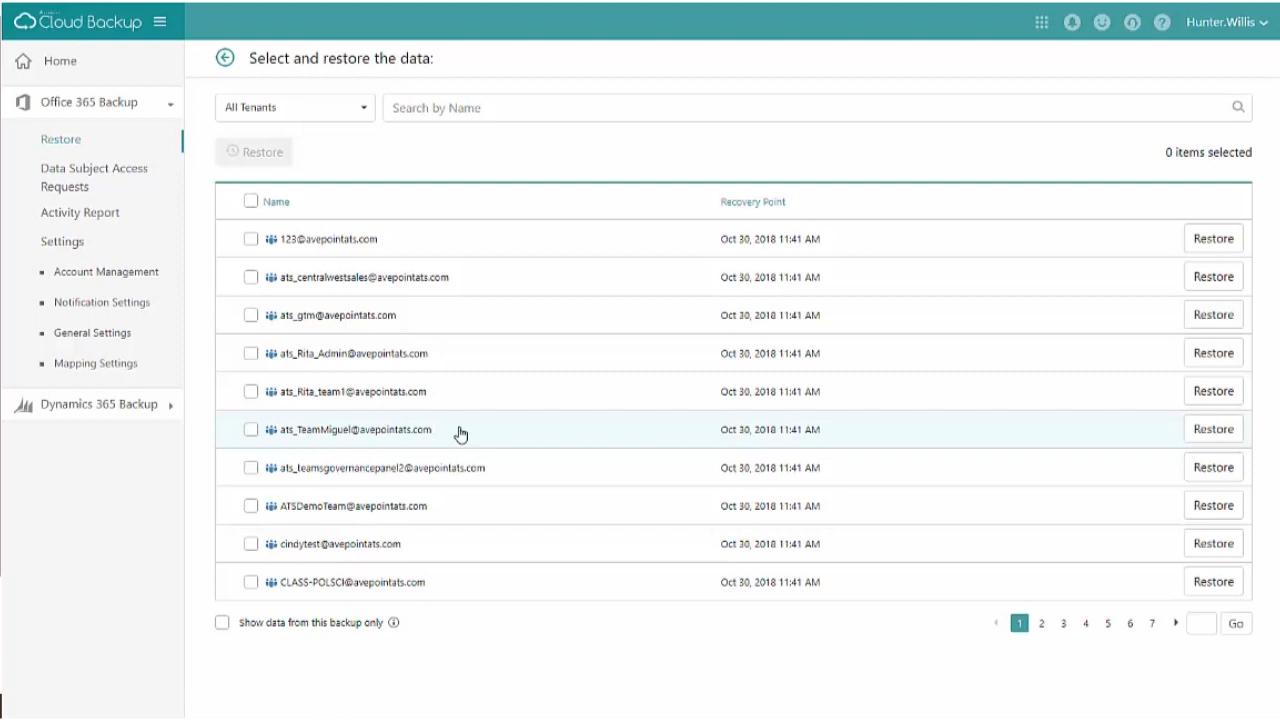 Cloud Backup
Hunter.Willis
Home
Select and restore the data:
Office 365 Backup
All Tenants
Search by Name
Restore
Restore
0 items selected
Data Subject Access
Requests
Activity Report
Settings
Account Management
Notification Settings
General Settings
Mapping Settings
Dynamics 365 Backup
Name Recovery Point
123@avepointats.com Oct 30, 2018 11:41 AM Restore
ats_centralwestsales@avepointats.com Oct 30, 2018 11:41 AM Restore
ats_gtm@avepointats.com Oct 30, 2018 11:41 AM Restore
ats_Rita_Admin@avepointats.com Oct 30, 2018 11:41 AM Restore
ats_Rita_team1@avepointats.com Oct 30, 2018 11:41 AM Restore
ats_TeamMiguel@avepointats.com Oct 30, 2018 11:41 AM Restore
ats_teamsgovernancepanel2@avepointats.com Oct 30, 2018 11:41 AM Restore
ATSDemoTeam@avepointats.com Oct 30, 2018 11:41 AM Restore
cindytest@avepointats.com Oct 30, 2018 11:41 AM Restore
CLASS-POLSCI@avepointats.com Oct 30, 2018 11:41 AM Restore
Show data from this backup only
1 2 3 4 5 6 7 Go